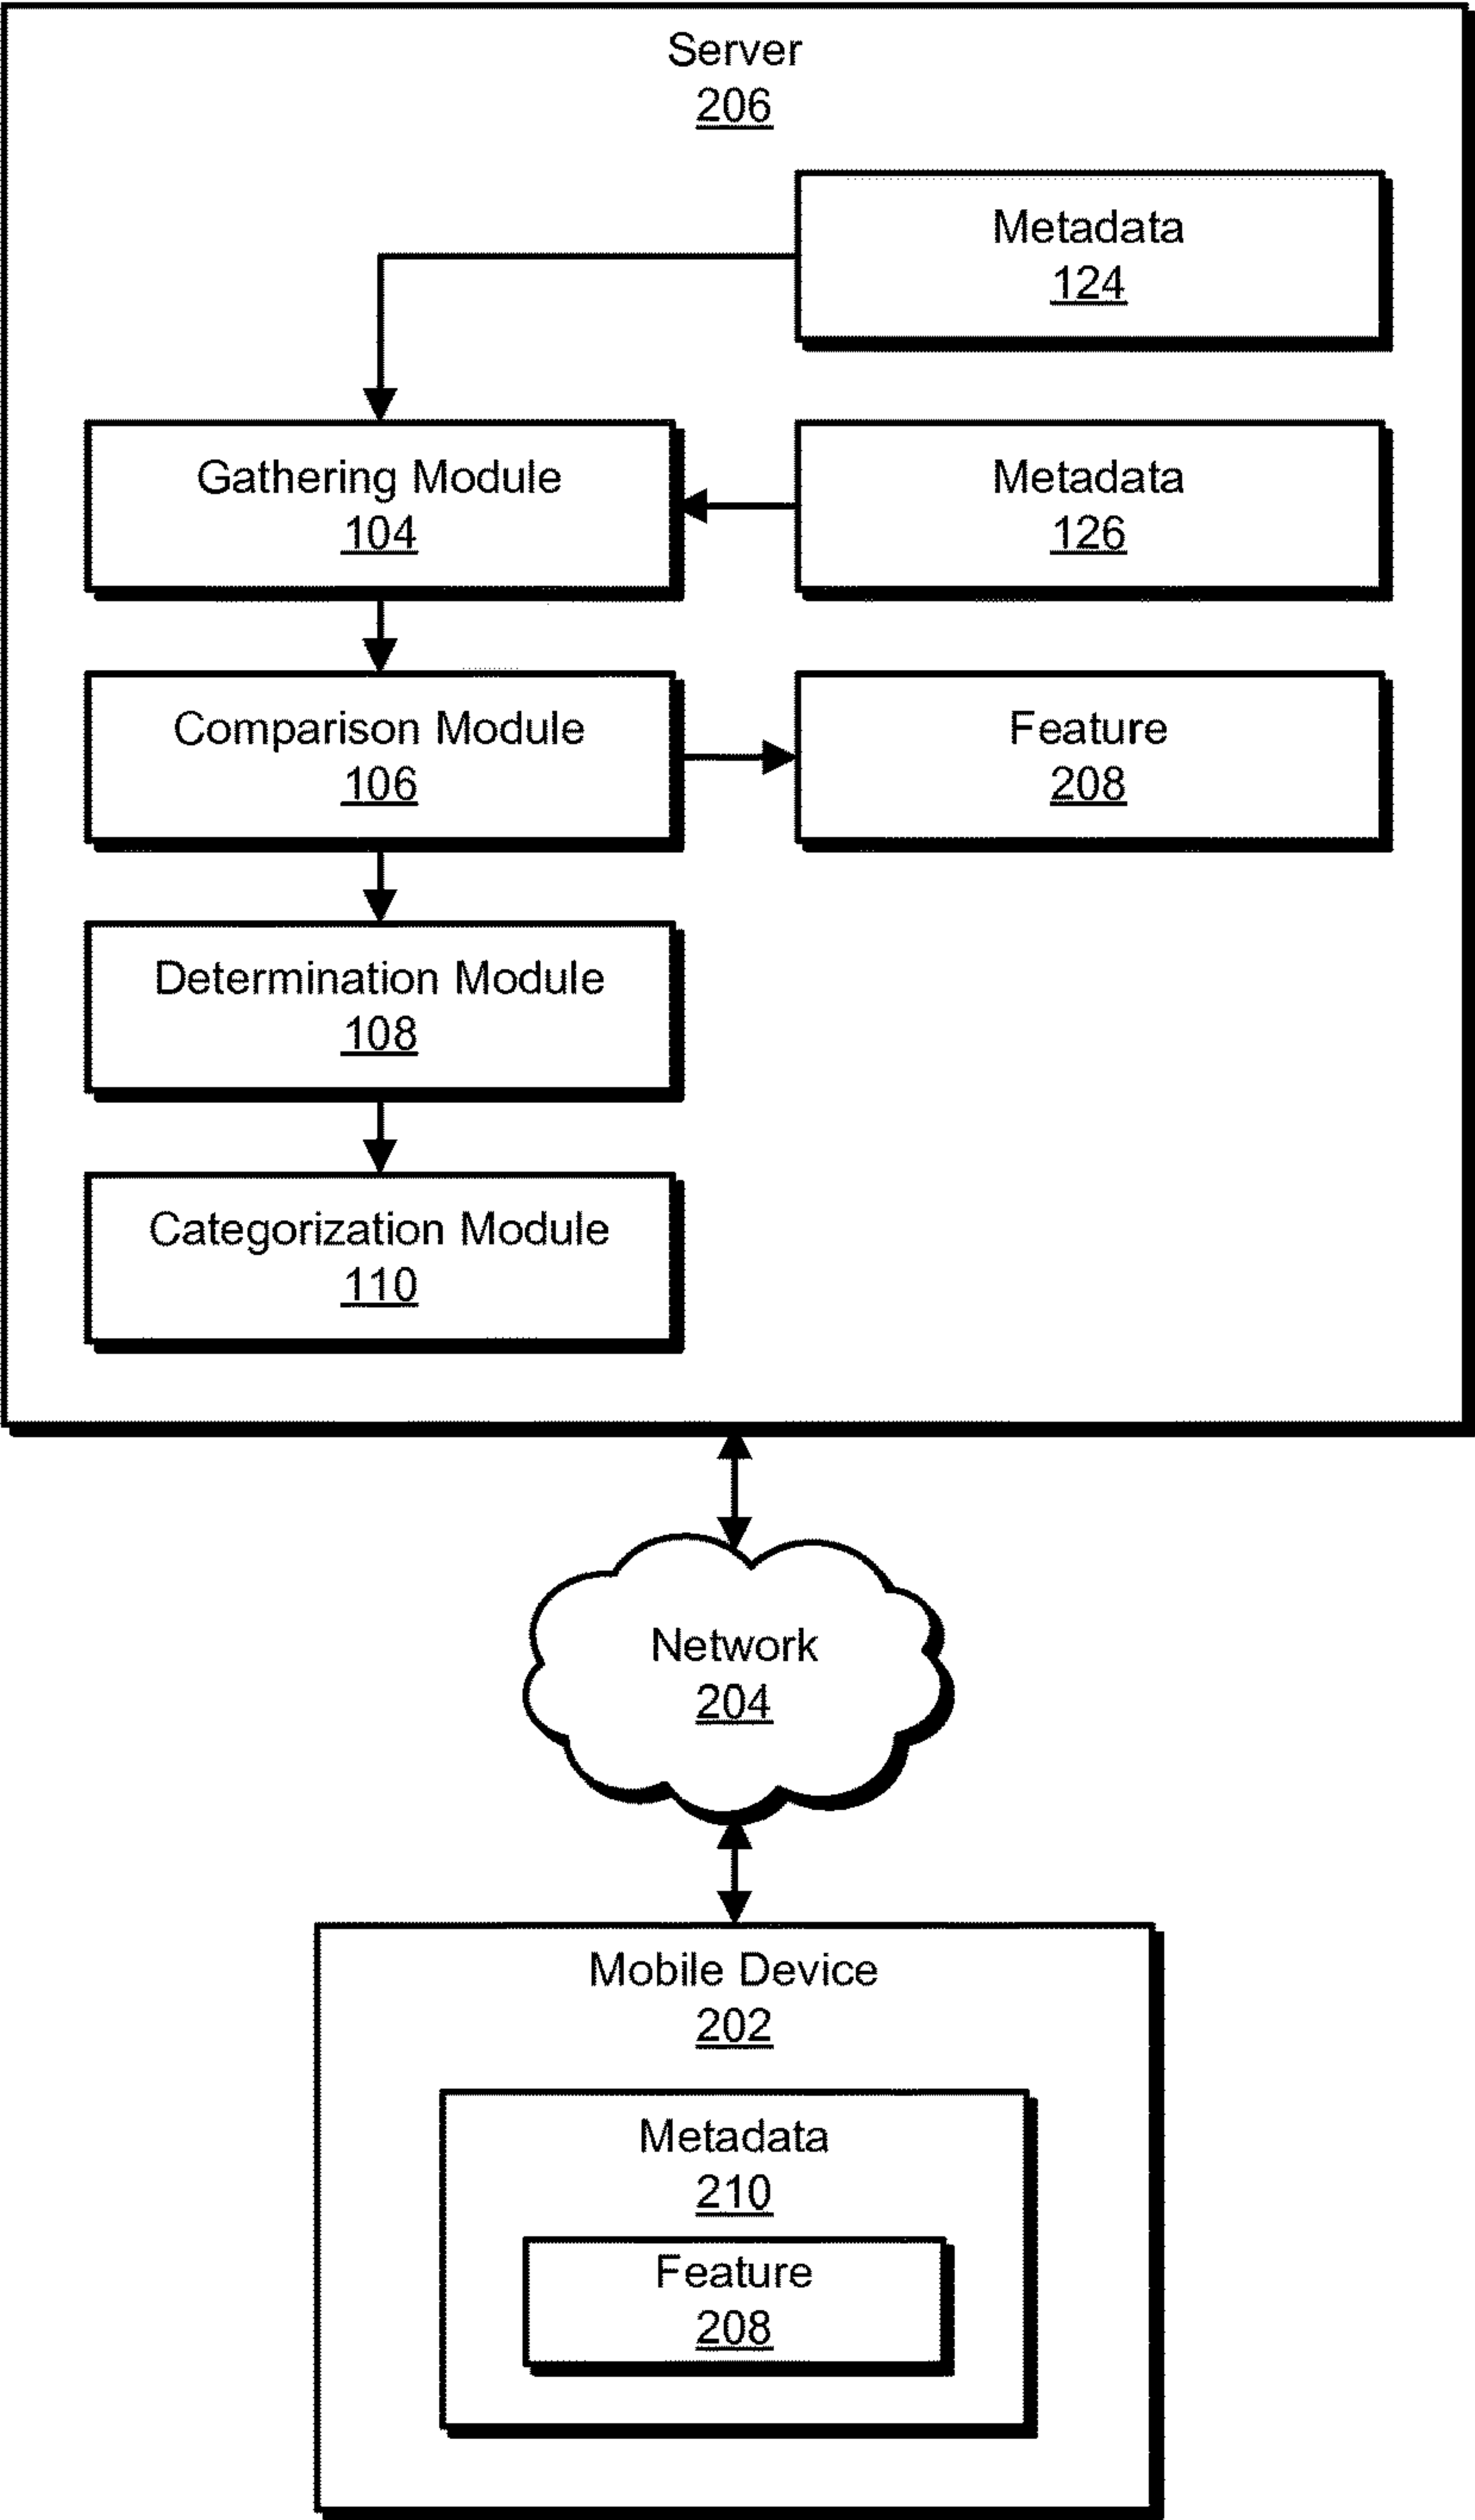 Server
206
Metadata
124
Gathering Module
104
Metadata
126
Comparison Module
106
Feature
208
Determination Module
108
Categorization Module
110
Network
204
Mobile Device
202
Metadata
210
Feature
208